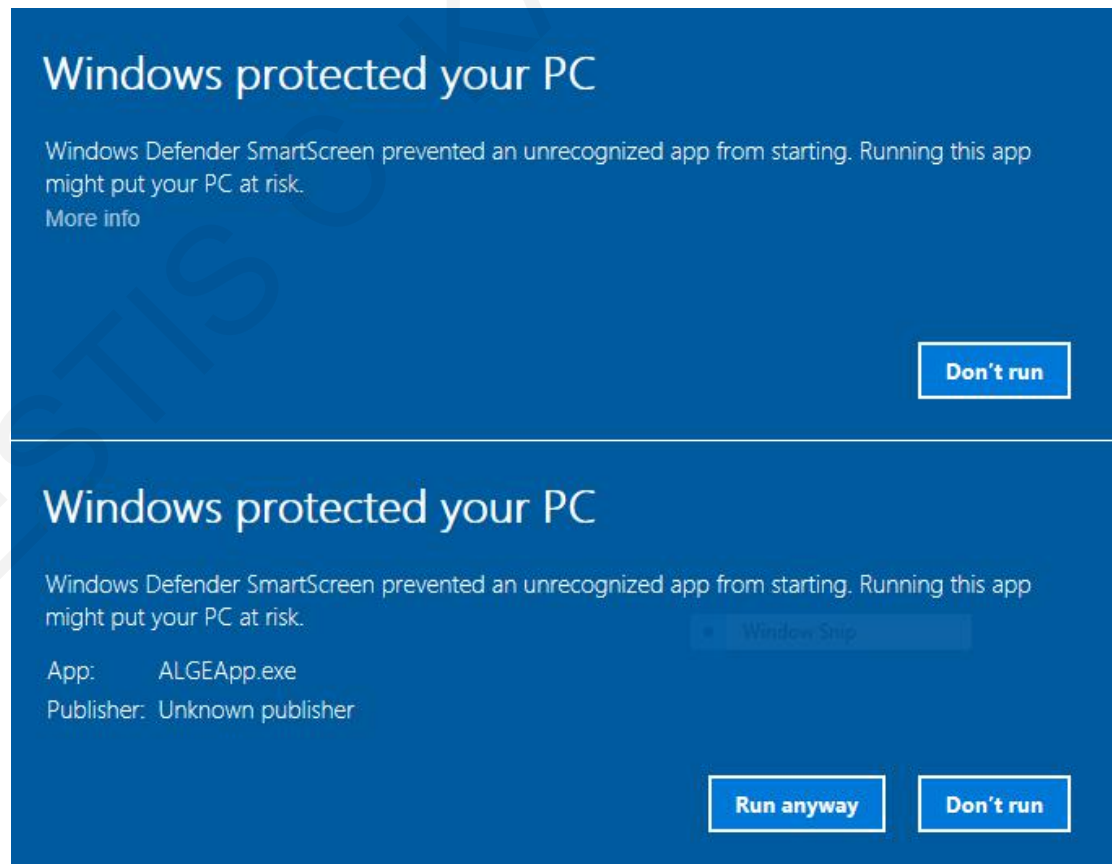 Windows protected your PC
Windows Defender SmartScreen prevented an unrecognized app from starting. Running this app
might put your PC at risk.
More info
Don't run
Windows protected your PC
Windows Defender SmartScreen prevented an unrecognized app from starting. Running this app
might put your PC at risk.
Window Snip
App: ALGEApp.exe
Publisher: Unknown publisher
Run anyway Don't run